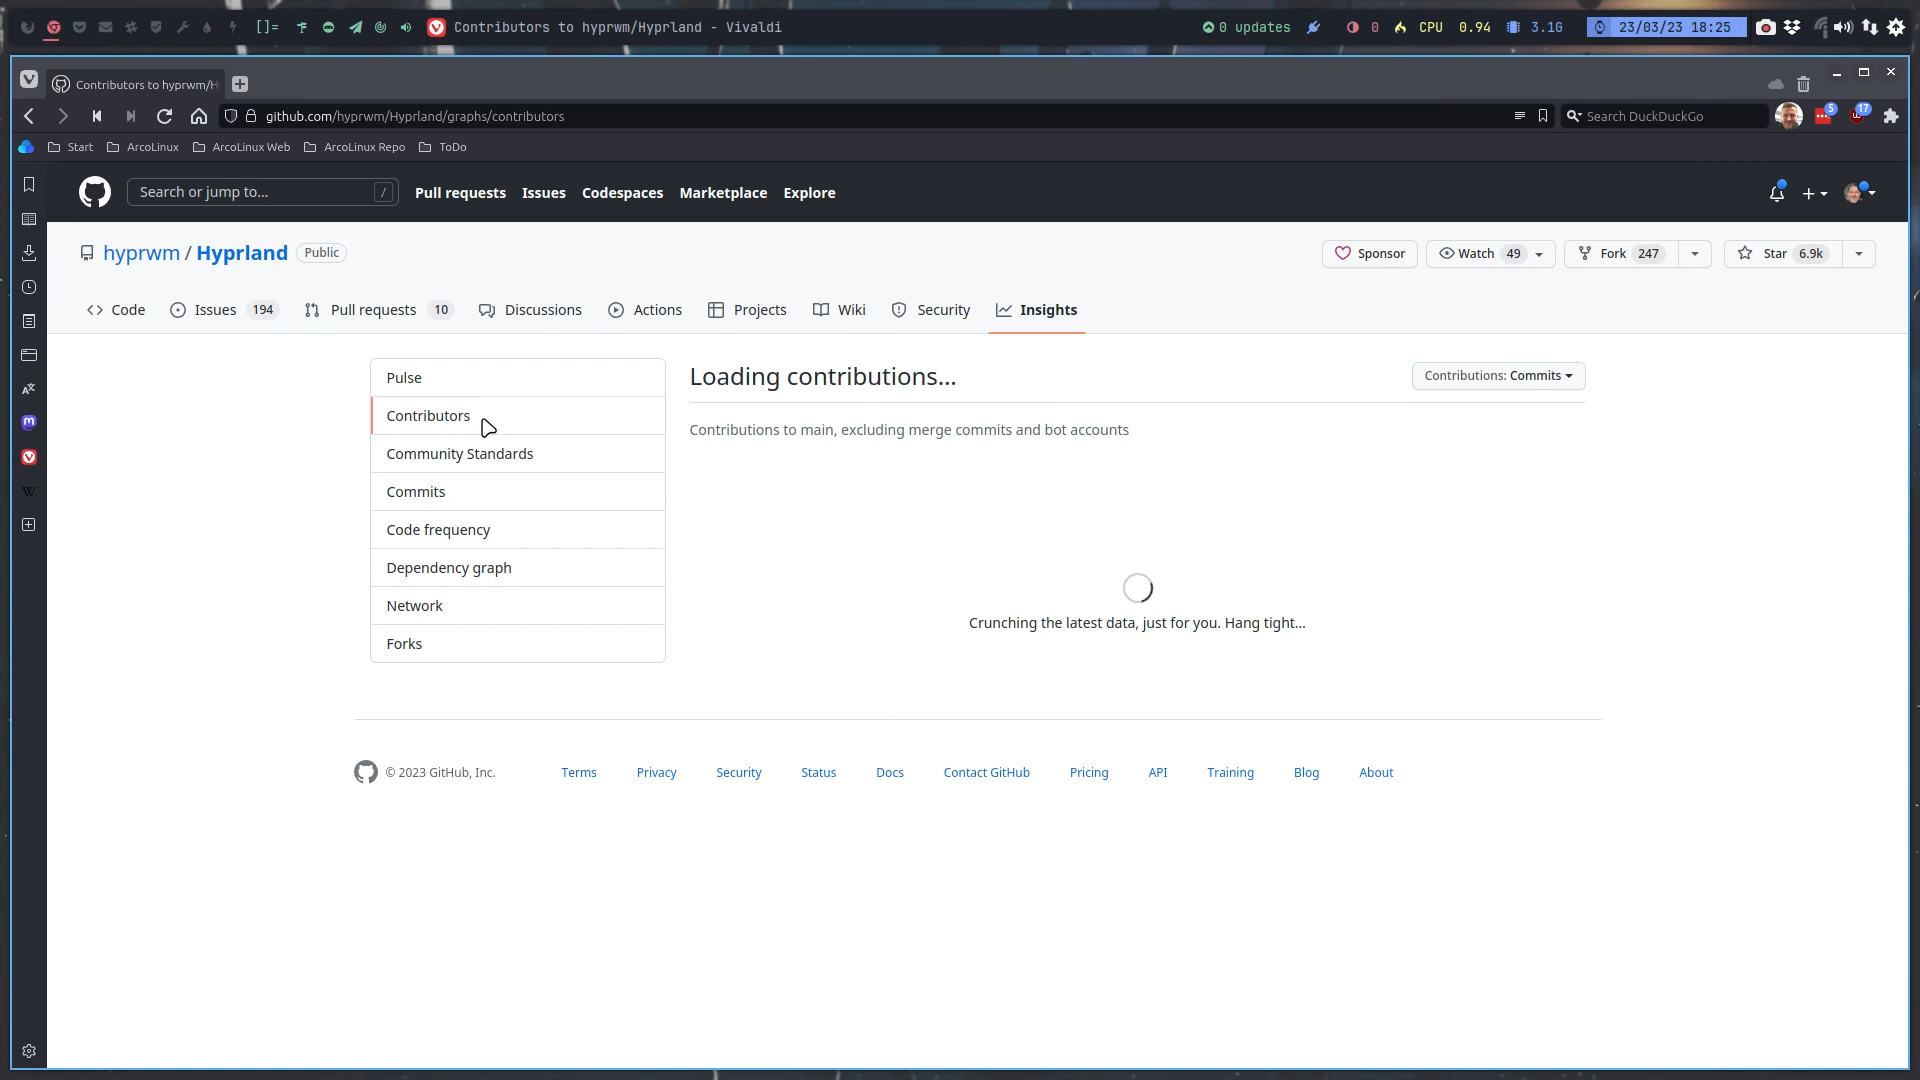 []= Contributors to hyprwm/Hyprland - Vivaldi 0 updates 0 CPU 0.94 3.1G 23/03/23 18:25
Contributors to hyprwm/H
github.com/hyprwm/Hyprland/graphs/contributors Search DuckDuckGo 5 17
Start ArcoLinux ArcoLinux Web ArcoLinux Repo ToDo
Search or jump to... / Pull requests Issues Codespaces Marketplace Explore
hyprwm / Hyprland Public Sponsor Watch 49 Fork 247 Star 6.9k
Code Issues 194 Pull requests 10 Discussions Actions Projects Wiki Security Insights
Pulse
Contributors
Community Standards
Commits
Code frequency
Dependency graph
Network
Forks
Loading contributions… Contributions: Commits
Contributions to main, excluding merge commits and bot accounts
Crunching the latest data, just for you. Hang tight…
© 2023 GitHub, Inc. Terms Privacy Security Status Docs Contact GitHub Pricing API Training Blog About